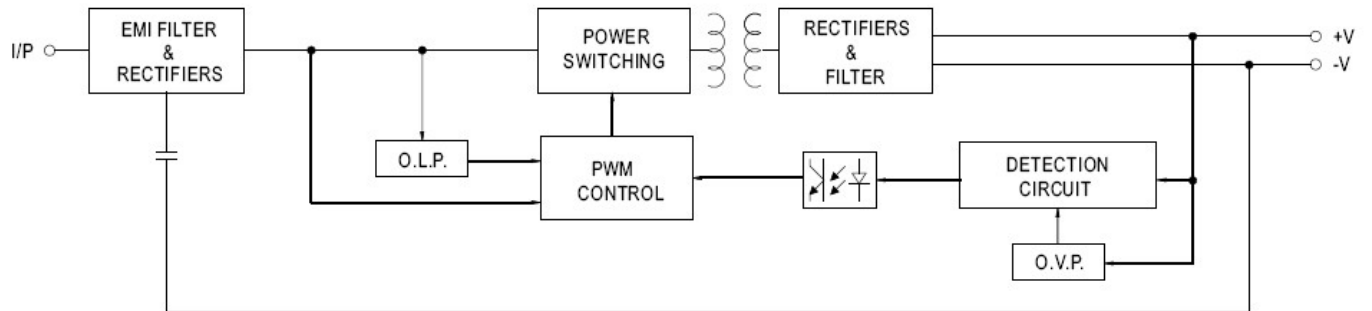 I/P
EMI FILTER
&
RECTIFIERS
POWER
SWITCHING
RECTIFIERS
&
FILTER
+V
-V
O.L.P.
PWM
CONTROL
DETECTION
CIRCUIT
O.V.P.